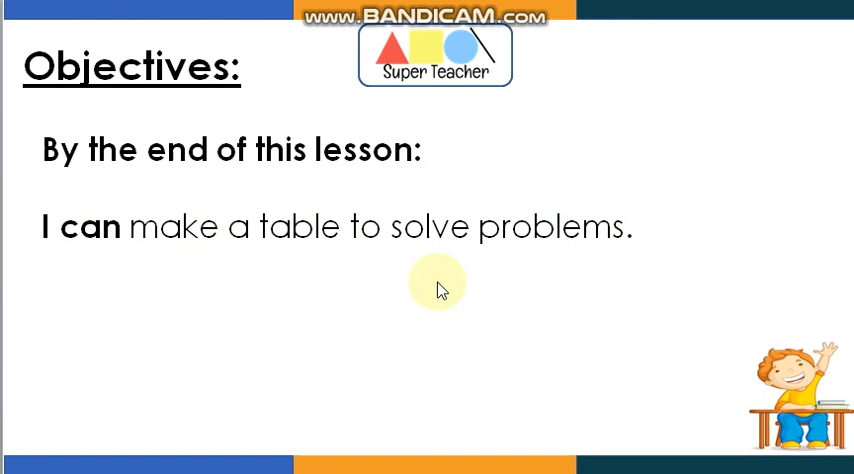 www.BANDICAM.com
Super Teacher
Objectives:
By the end of this lesson:
I can make a table to solve problems.